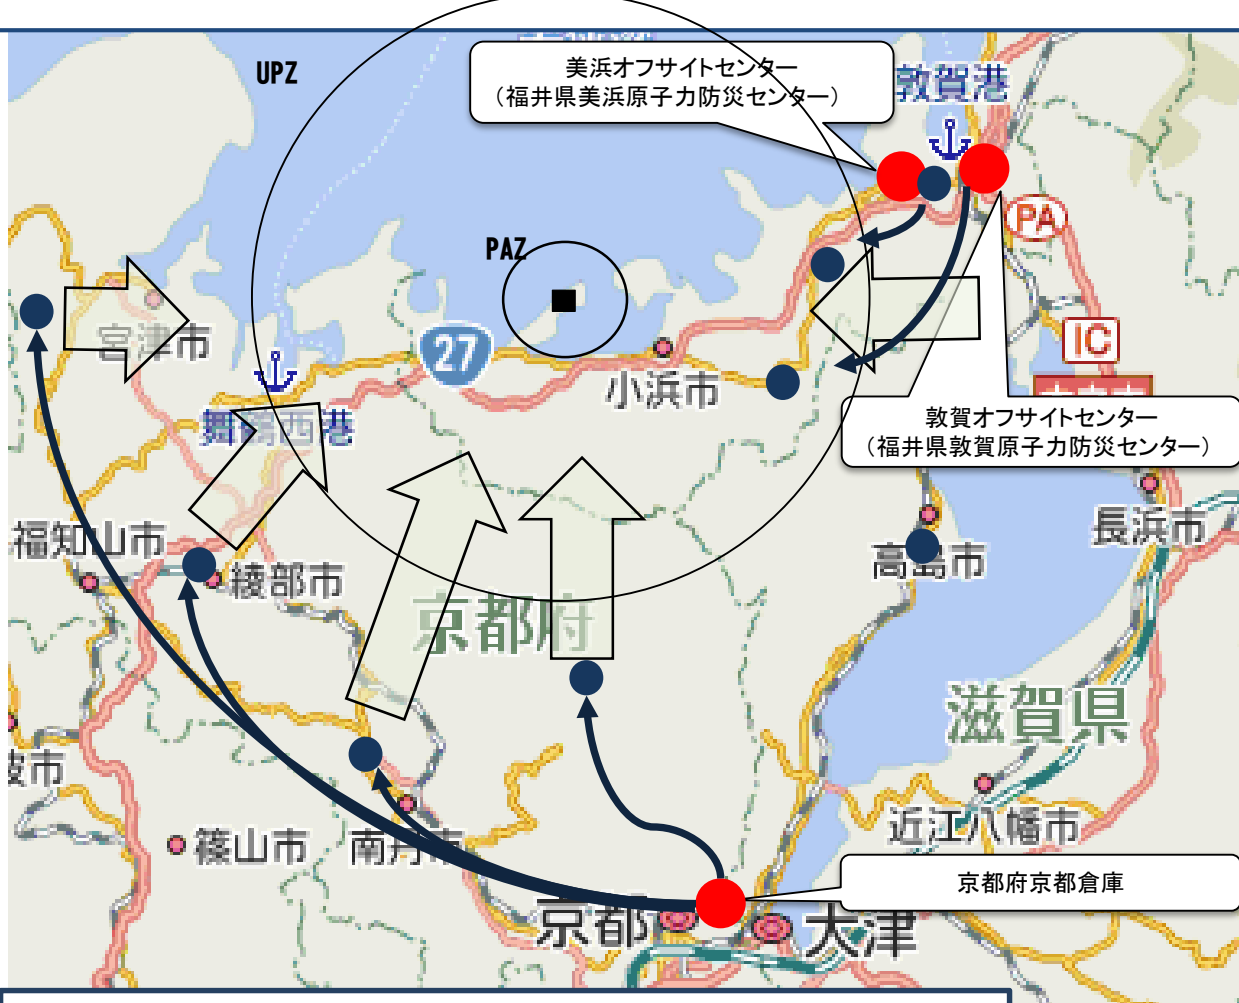 UPZ
美浜オフサイトセンター
（福井県美浜原子力防災センター）
敦賀港
PAZ
PA
宮津市
27
IC
小浜市
舞鶴西港
敦賀オフサイトセンター
（福井県敦賀原子力防災センター）
福知山市
長浜市
高島市
綾部市
京都府
滋賀県
市
近江八幡市
篠山市
南丹市
京都府京都倉庫
京都
大津